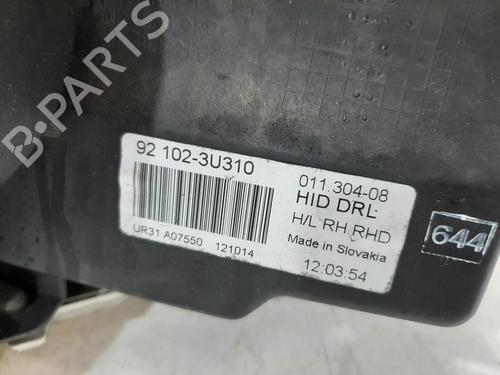 B-PARTS
92 102-3U310
011.304-08
HID DRL
H/L RH RHD
Made in Slovakia
UR31 A07550 121014
12:03:54
644